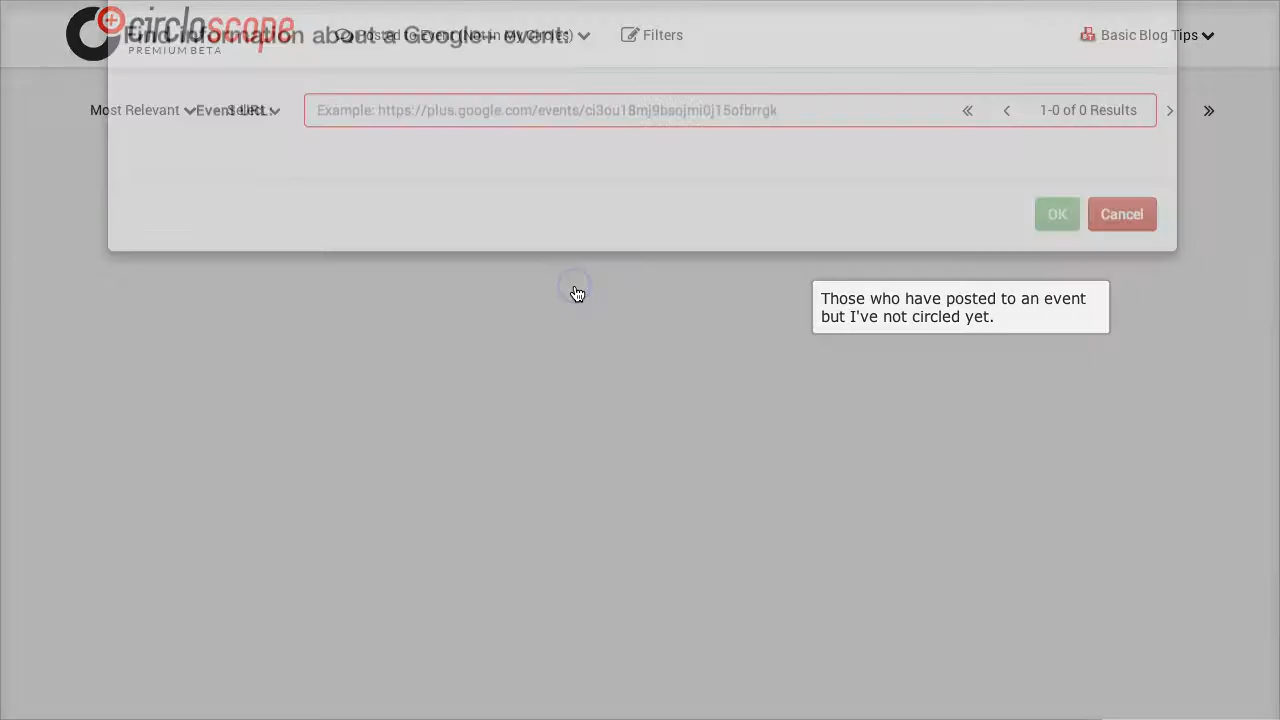 circloscope
PREMIUM BETA
Find information about a Google+ event:
Posted to Event (Not in My Circles)
Filters
Basic Blog Tips
Most Relevant
Event URL:
Select
Example: https://plus.google.com/events/ci3ou18mj9bsojmi0j15ofbrrgk
1-0 of 0 Results
OK
Cancel
Those who have posted to an event
but I've not circled yet.